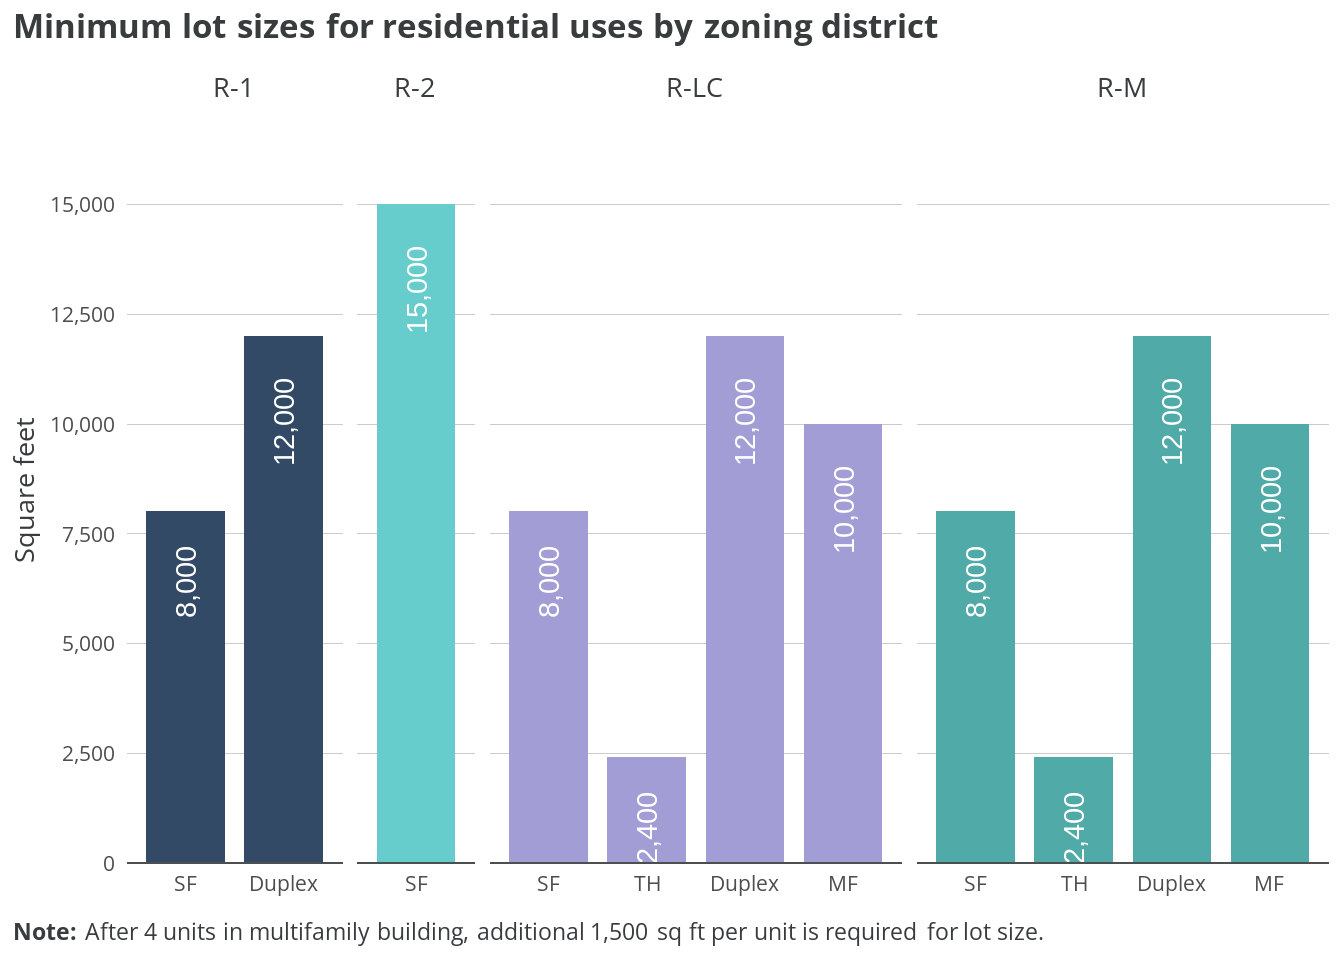 Minimum lot sizes for residential uses by zoning district
R-1 R-2 R-LC R-M
Square feet
15,000
12,500
10,000
7,500
5,000
2,500
0
8,000 12,000 15,000 8,000 2,400 12,000 10,000 8,000 2,400 12,000 10,000
SF Duplex SF SF TH Duplex MF SF TH Duplex MF
Note: After 4 units in multifamily building, additional 1,500 sq ft per unit is required for lot size.